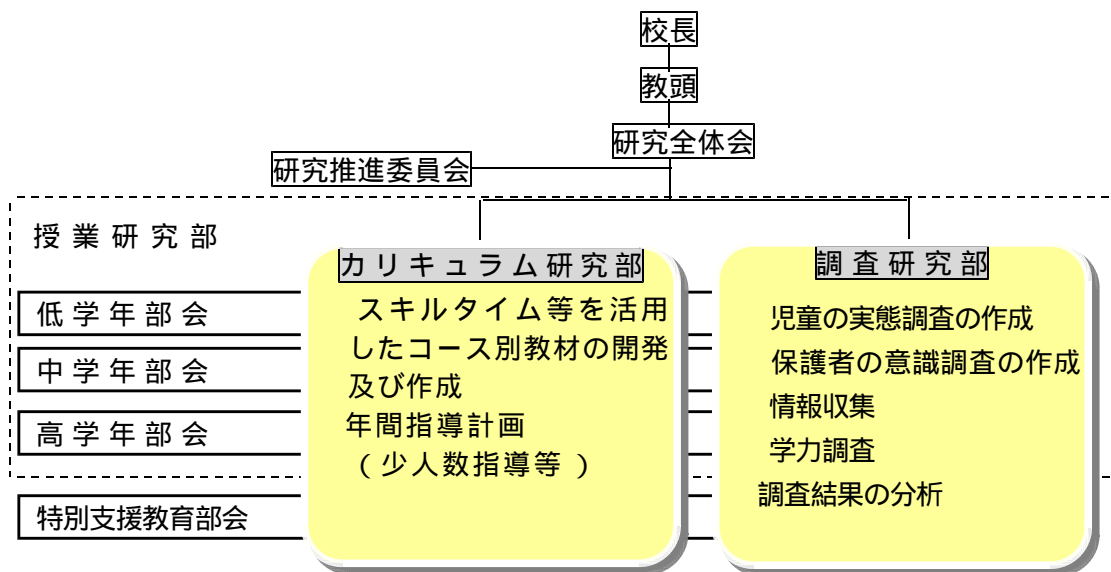 校長
教頭
研究全体会
研究推進委員会
授業研究部
カリキュラム研究部
スキルタイム等を活用
したコース別教材の開発
及び作成
年間指導計画
（少人数指導等）
調査研究部
児童の実態調査の作成
保護者の意識調査の作成
情報収集
学力調査
調査結果の分析
低学年部会
中学年部会
高学年部会
特別支援教育部会